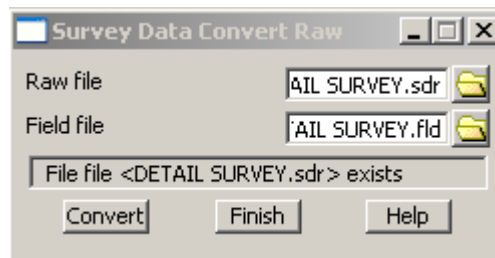 Survey Data Convert Raw
Raw file AIL SURVEY.sdr
Field file AIL SURVEY.fld
File file <DETAIL SURVEY.sdr> exists
Convert Finish Help